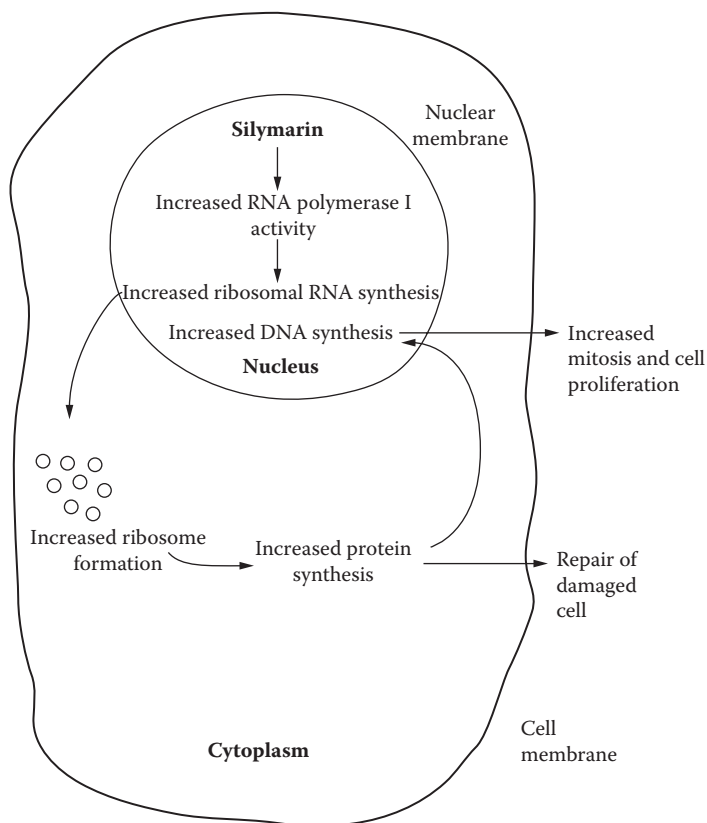 Nuclear
membrane
Silymarin
Increased RNA polymerase I
activity
Increased ribosomal RNA synthesis
Increased DNA synthesis
Nucleus
Increased
mitosis and cell
proliferation
Increased ribosome
formation
Increased protein
synthesis
Repair of
damaged
cell
Cytoplasm
Cell
membrane